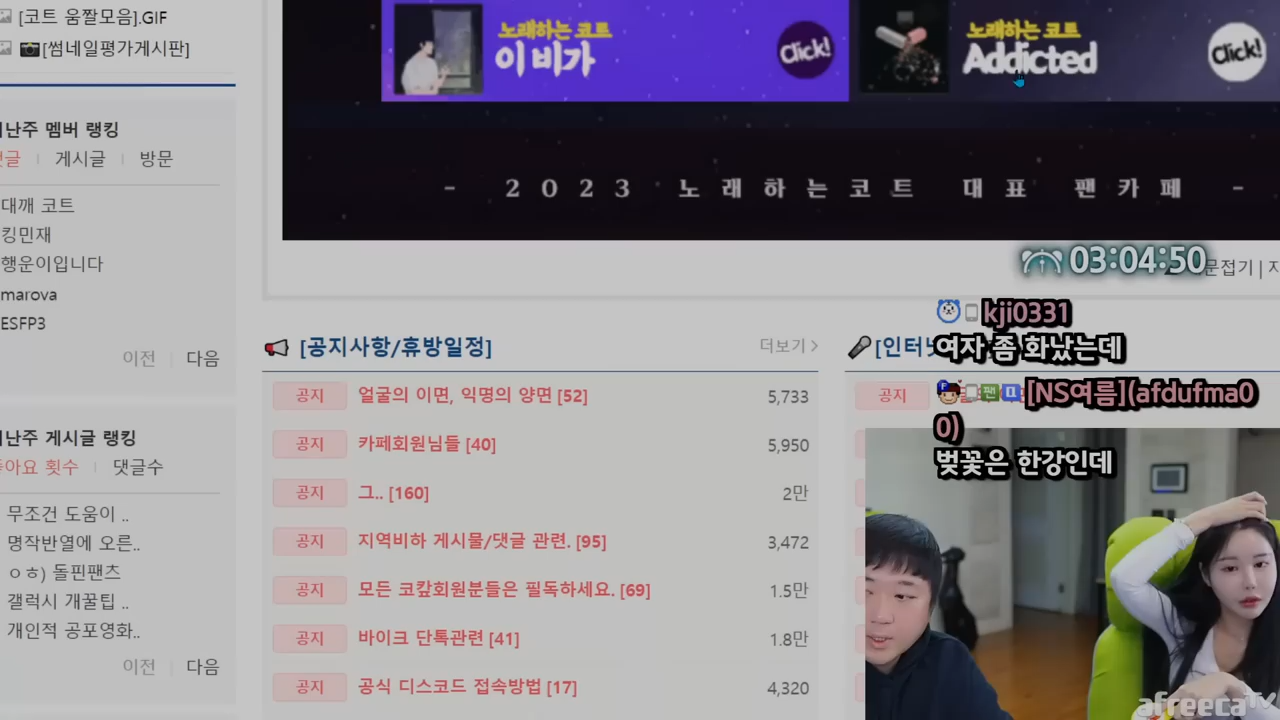 [코트 움짤모음].GIF
[썸네일평가게시판]
난주 멤버 랭킹
댓글 게시글 방문
대깨 코트
킹민재
행운이입니다
marova
ESFP3
이전 다음
난주 게시글 랭킹
좋아요 횟수 댓글수
무조건 도움이 ..
명작반열에 오른..
ㅇㅎ) 돌핀팬츠
갤럭시 개꿀팁 ..
개인적 공포영화..
이전 다음
노래하는 코트
이 비가
Click!
노래하는 코트
Addicted
Click!
- 2023 노래하는코트 대표 팬카페 -
03:04:50
문접기 |
[공지사항/휴방일정] 더보기 >
공지 얼굴의 이면, 익명의 양면 [52] 5,733
공지 카페회원님들 [40] 5,950
공지 그.. [160] 2만
공지 지역비하 게시물/댓글 관련. [95] 3,472
공지 모든 코캎회원분들은 필독하세요. [69] 1.5만
공지 바이크 단톡관련 [41] 1.8만
공지 공식 디스코드 접속방법 [17] 4,320
[인터넷
공지
kji0331
여자 좀 화났는데
팬 [NS여름](afdufma0
0)
벚꽃은 한강인데
afreecaTV